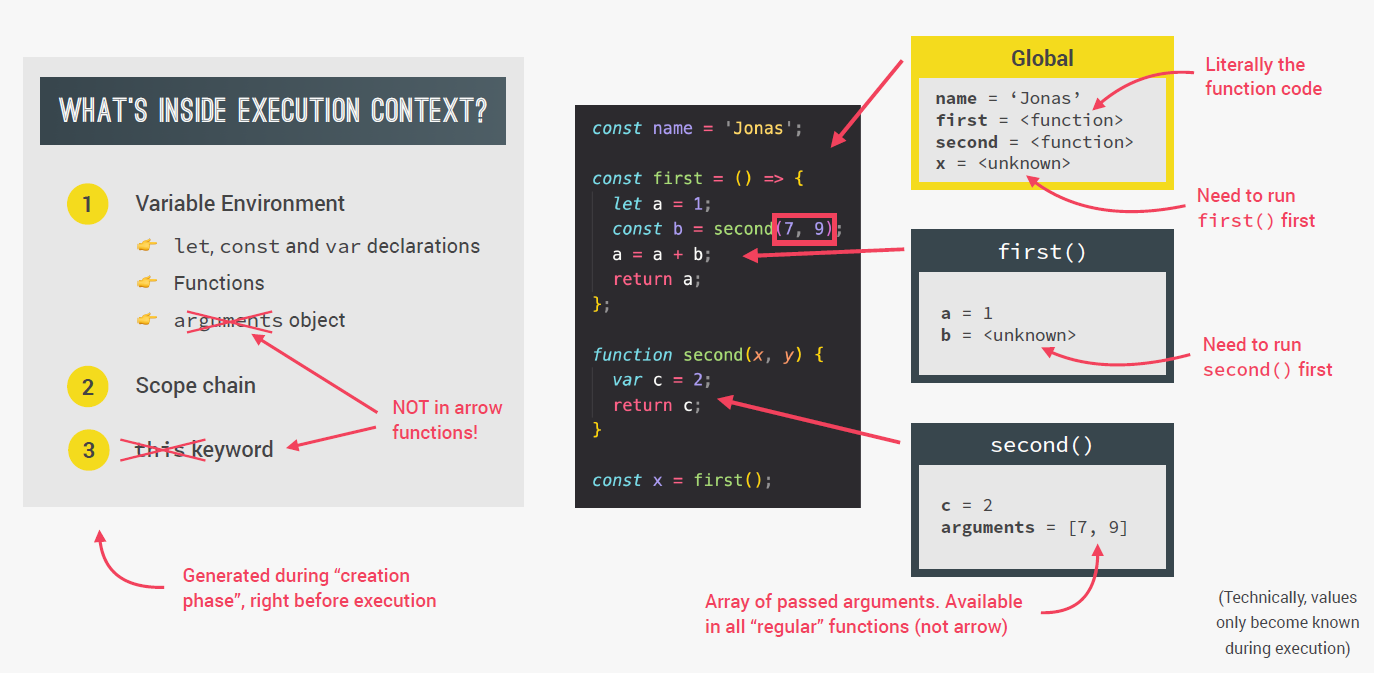 WHAT'S INSIDE EXECUTION CONTEXT?
1 Variable Environment
👉 let, const and var declarations
👉 Functions
👉 arguments object
2 Scope chain
3 this keyword
NOT in arrow
functions!
Generated during “creation
phase”, right before execution
const name = 'Jonas';
const first = () => {
let a = 1;
const b = second(7, 9);
a = a + b;
return a;
};
function second(x, y) {
var c = 2;
return c;
}
const x = first();
Global
name = ‘Jonas’
first = <function>
second = <function>
x = <unknown>
Literally the
function code
Need to run
first() first
first()
a = 1
b = <unknown>
Need to run
second() first
second()
c = 2
arguments = [7, 9]
Array of passed arguments. Available
in all “regular” functions (not arrow)
(Technically, values
only become known
during execution)